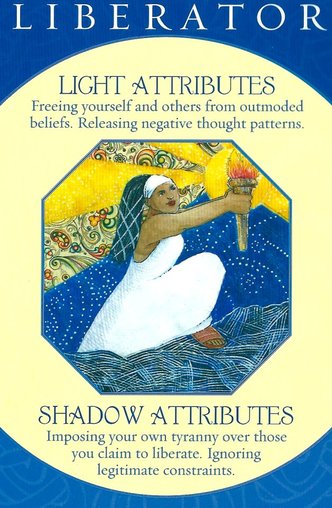 LIBERATOR
LIGHT ATTRIBUTES
Freeing yourself and others from outmoded
beliefs. Releasing negative thought patterns.
SHADOW ATTRIBUTES
Imposing your own tyranny over those
you claim to liberate. Ignoring
legitimate constraints.